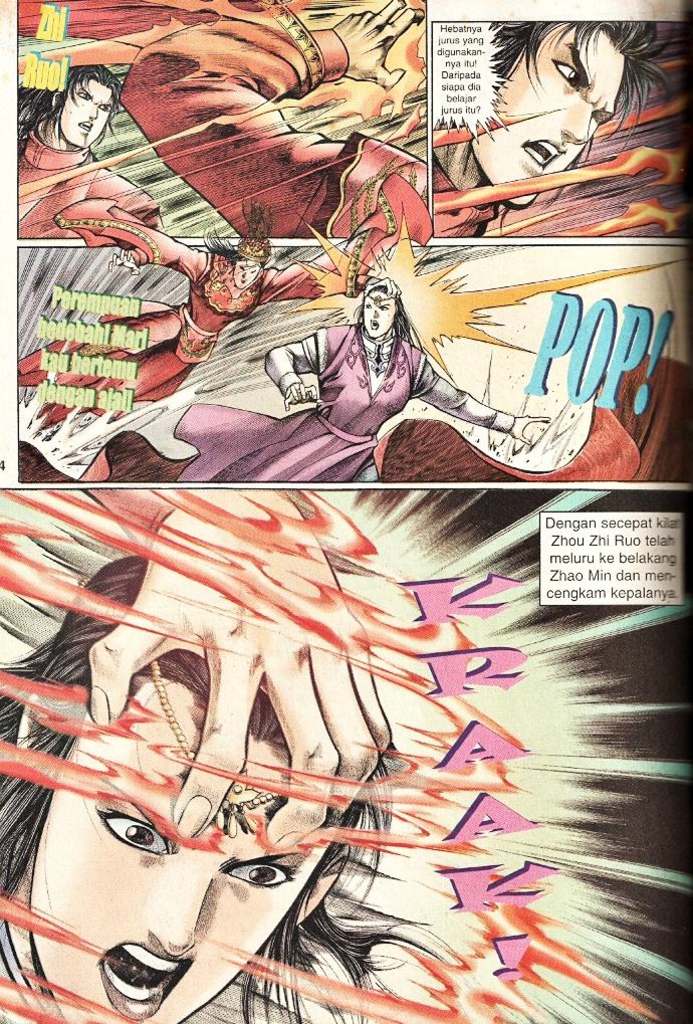 Zhi
Ruo!
Hebatnya
jurus yang
digunakan-
nya itu!
Daripada
siapa dia
belajar
jurus itu?
Perempuan
bedebah! Mari
kau bertemu
dengan ajal!
POP!
4
Dengan secepat kilat
Zhou Zhi Ruo telah
meluru ke belakang
Zhao Min dan men-
cengkam kepalanya.
KRAAAK!